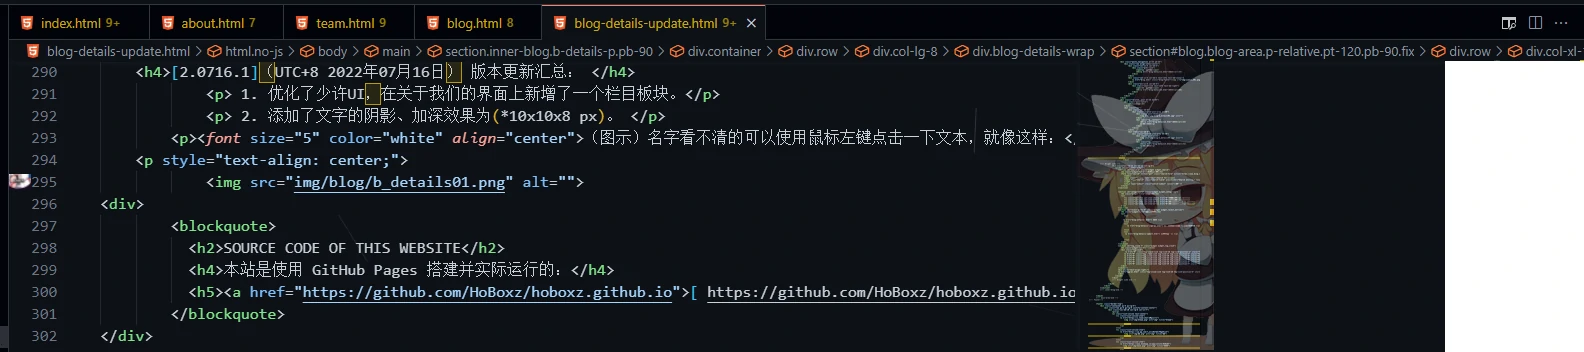 index.html 9+ about.html 7 team.html 9 blog.html 8 blog-details-update.html 9+
blog-details-update.html > html.no-js > body > main > section.inner-blog.b-details-p.pb-90 > div.container > div.row > div.col-lg-8 > div.blog-details-wrap > section#blog.blog-area.p-relative.pt-120.pb-90.fix > div.row > div.col-xl-1
290 <h4>[2.0716.1]（UTC+8 2022年07月16日） 版本更新汇总： </h4>
291 <p> 1. 优化了少许UI，在关于我们的界面上新增了一个栏目板块。</p>
292 <p> 2. 添加了文字的阴影、加深效果为(*10x10x8 px)。 </p>
293 <p><font size="5" color="white" align="center">（图示）名字看不清的可以使用鼠标左键点击一下文本，就像这样：</
294 <p style="text-align: center;">
295 <img src="img/blog/b_details01.png" alt="">
296 <div>
297 <blockquote>
298 <h2>SOURCE CODE OF THIS WEBSITE</h2>
299 <h4>本站是使用 GitHub Pages 搭建并实际运行的：</h4>
300 <h5><a href="https://github.com/HoBoxz/hoboxz.github.io">[ https://github.com/HoBoxz/hoboxz.github.io
301 </blockquote>
302 </div>